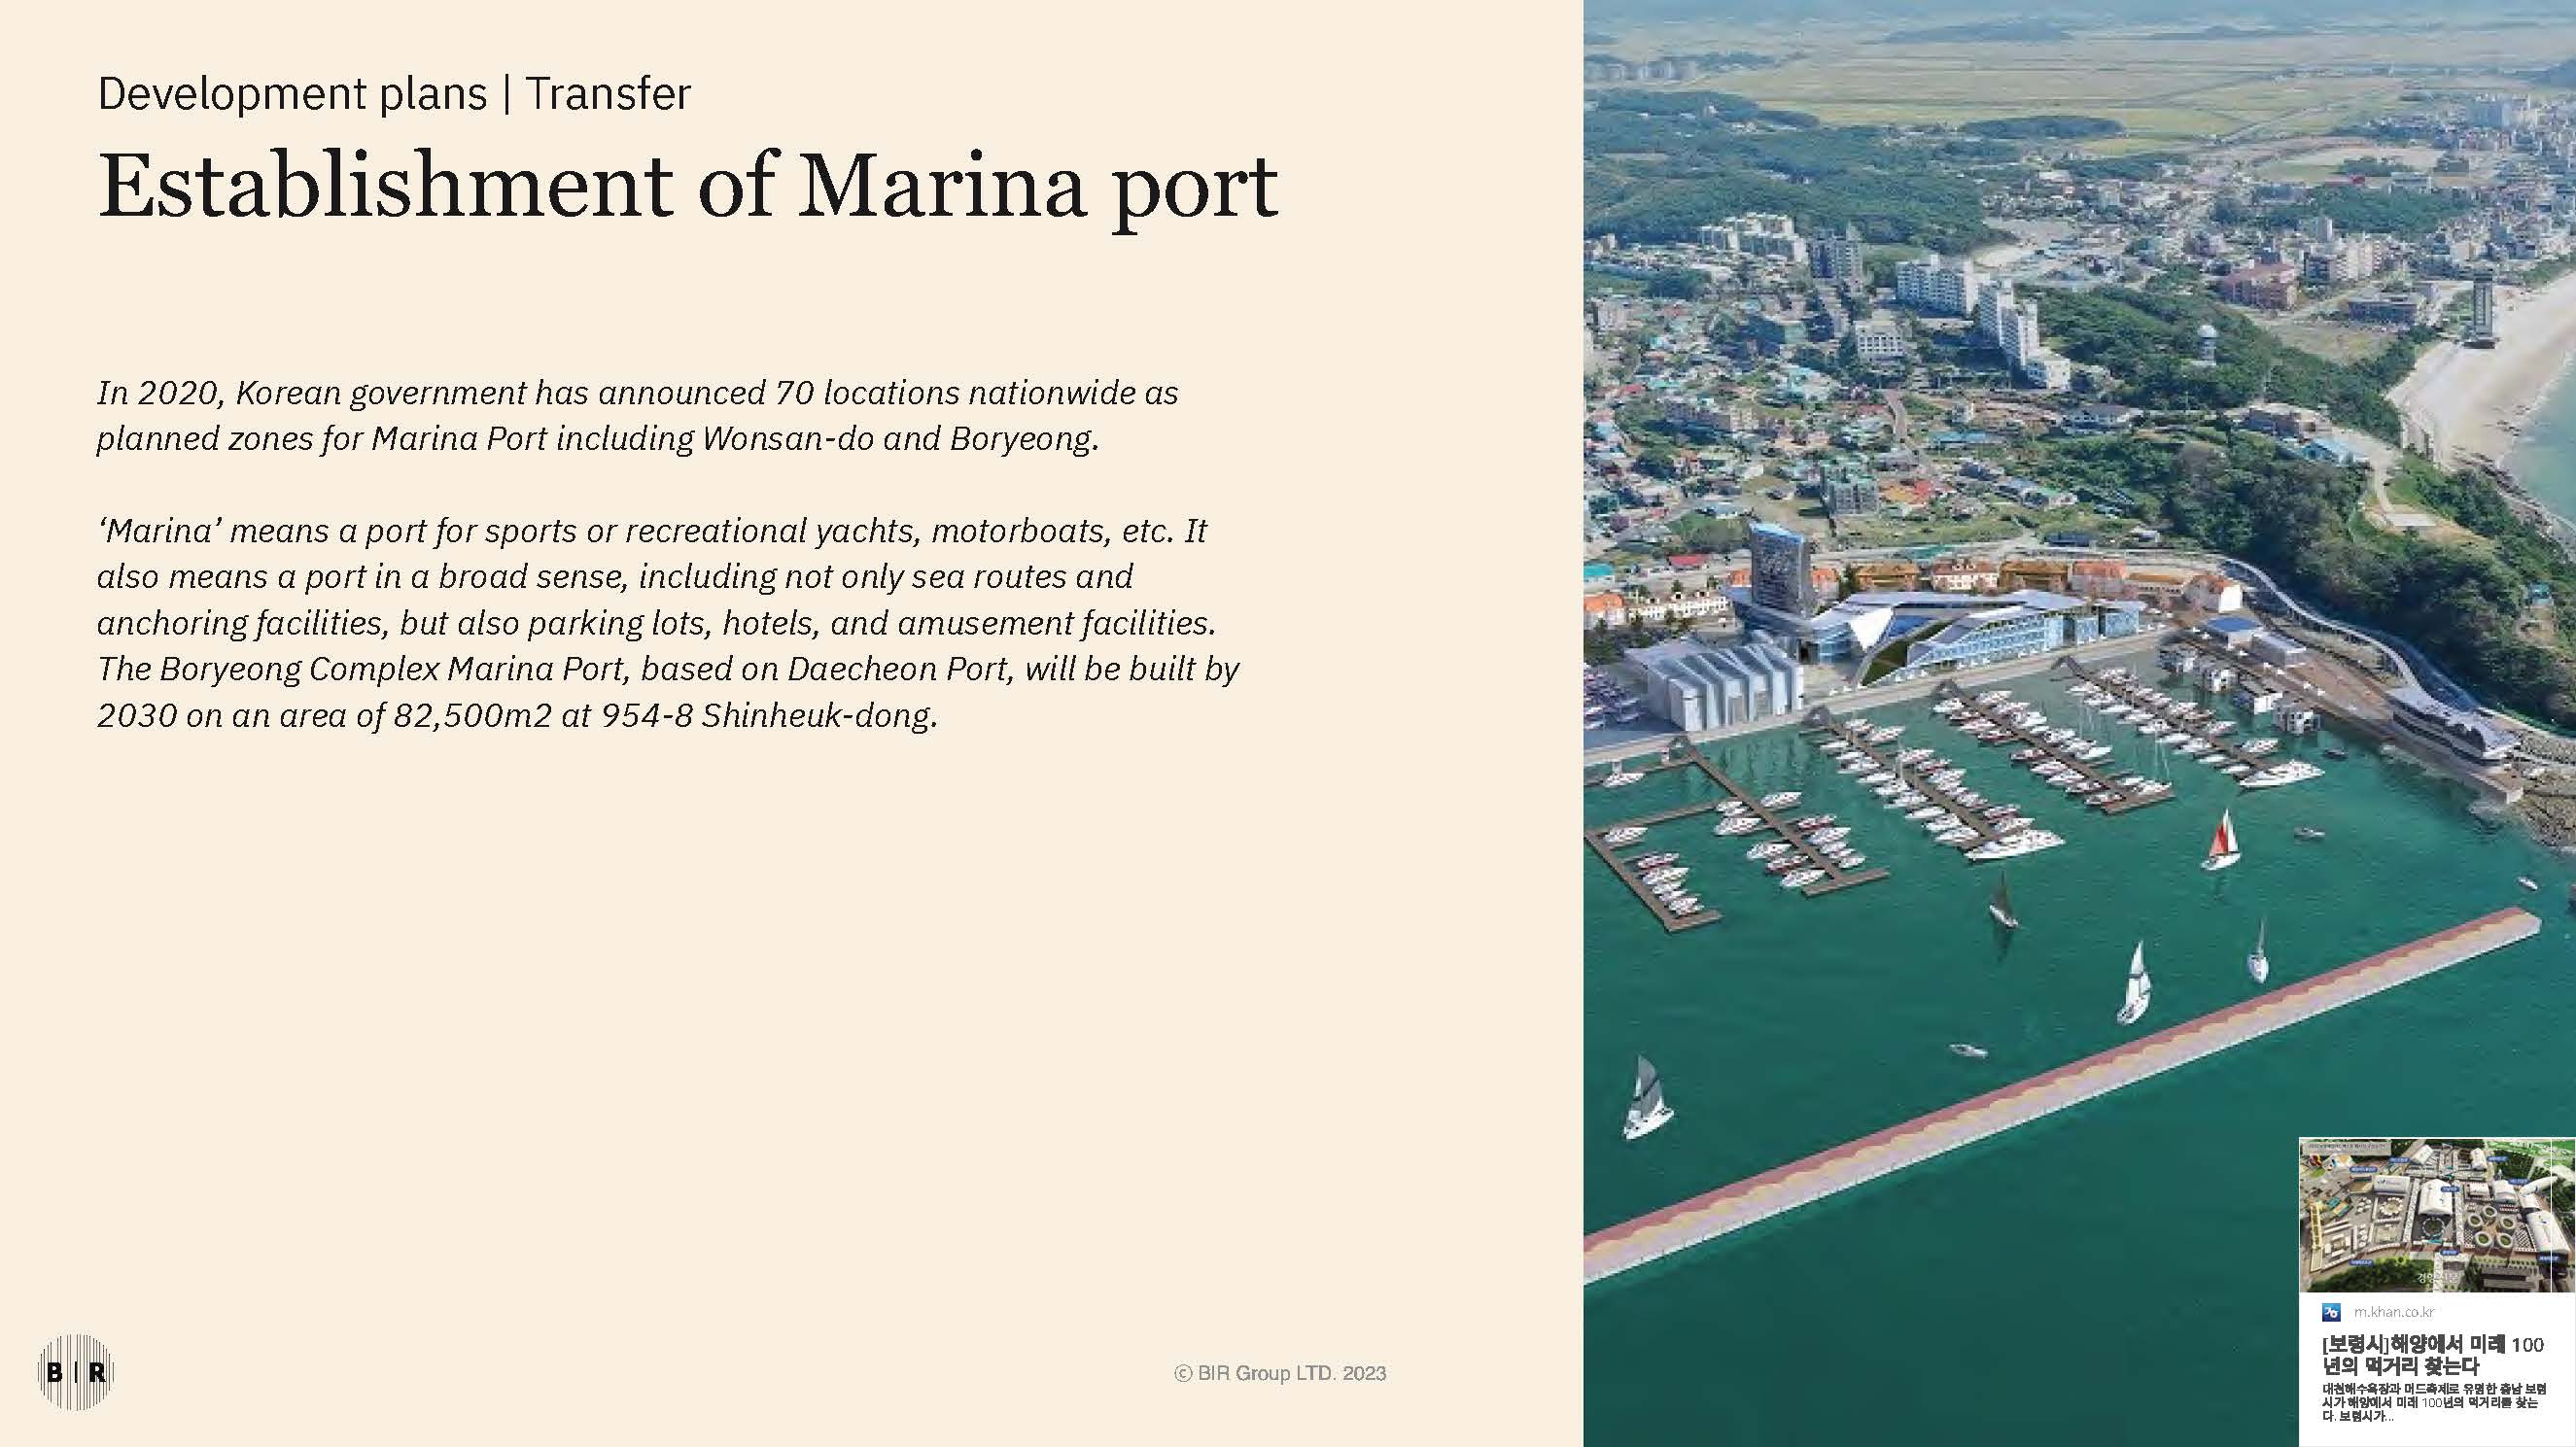 Development plans | Transfer
Establishment of Marina port
In 2020, Korean government has announced 70 locations nationwide as
planned zones for Marina Port including Wonsan-do and Boryeong.
‘Marina’ means a port for sports or recreational yachts, motorboats, etc. It
also means a port in a broad sense, including not only sea routes and
anchoring facilities, but also parking lots, hotels, and amusement facilities.
The Boryeong Complex Marina Port, based on Daecheon Port, will be built by
2030 on an area of 82,500m2 at 954-8 Shinheuk-dong.
B | R
© BIR Group LTD. 2023
m.khan.co.kr
[보령시]해양에서 미래 100
년의 먹거리 찾는다
대천해수욕장과 머드축제로 유명한 충남 보령
시가 해양에서 미래 100년의 먹거리를 찾는
다. 보령시가...